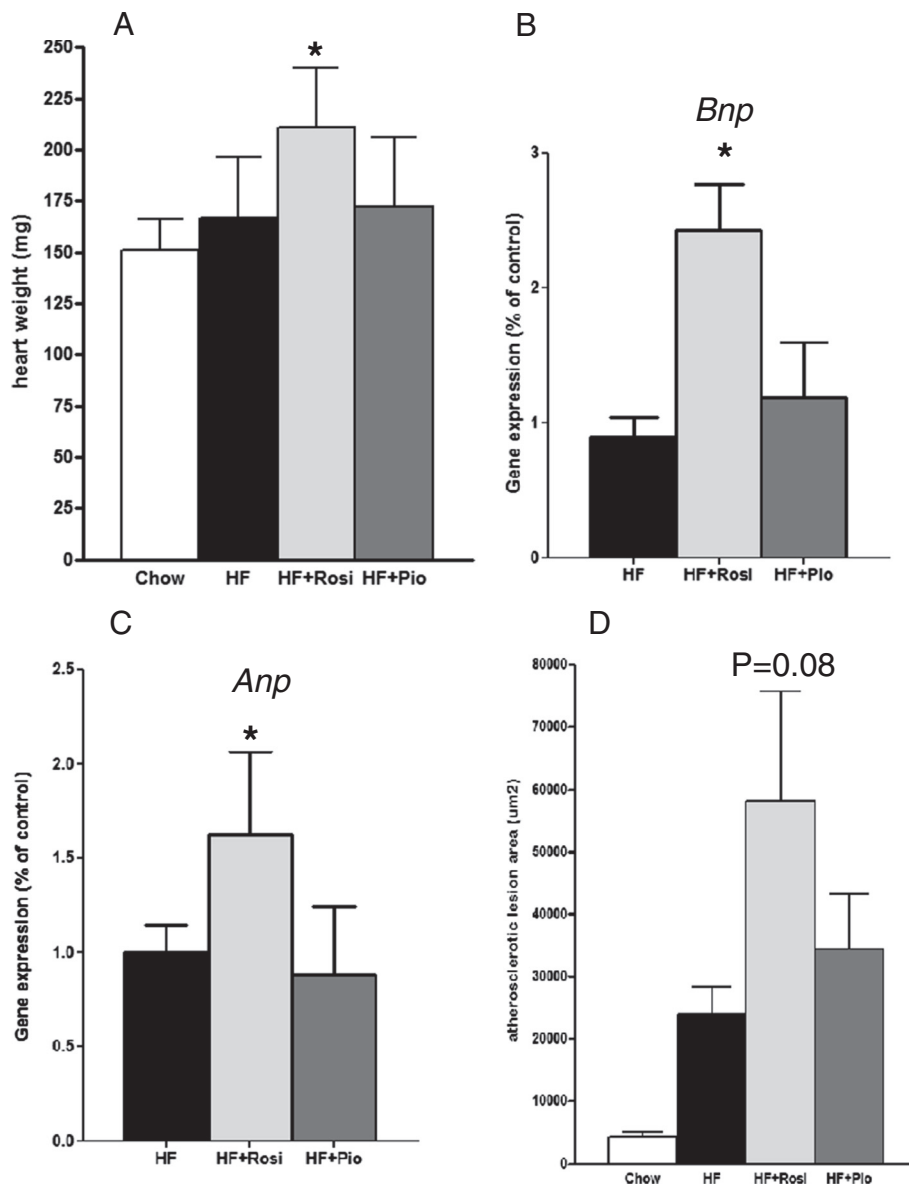 A
heart weight (mg)
250
225
200
175
150
125
100
75
50
25
0
*
Chow HF HF+Rosi HF+Pio
B
Bnp
*
Gene expression (% of control)
3
2
1
0
HF HF+Rosi HF+Pio
C
Anp
*
Gene expression (% of control)
2.5
2.0
1.5
1.0
0.5
0.0
HF HF+Rosi HF+Pio
D
P=0.08
atherosclerotic lesion area (um2)
80000
70000
60000
50000
40000
30000
20000
10000
0
Chow HF HF+Rosi HF+Pio